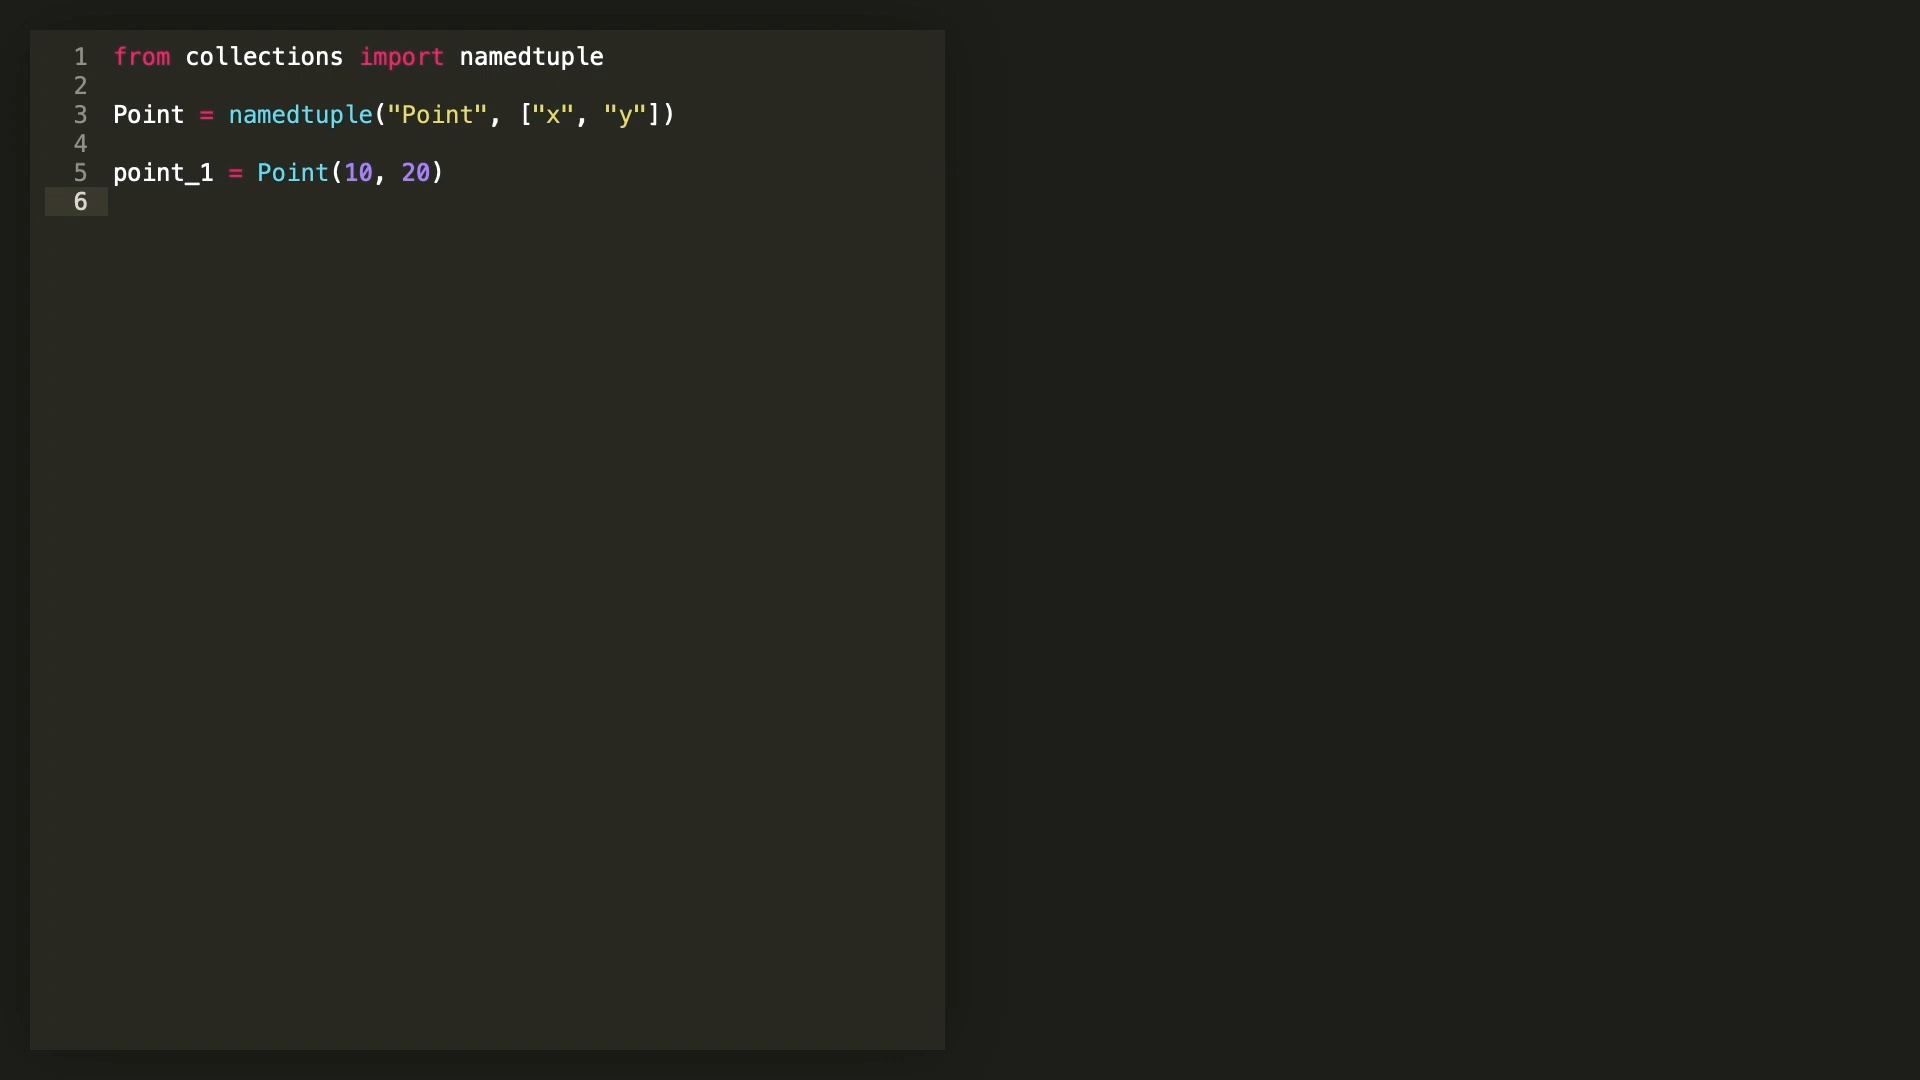 1 from collections import namedtuple
2
3 Point = namedtuple("Point", ["x", "y"])
4
5 point_1 = Point(10, 20)
6